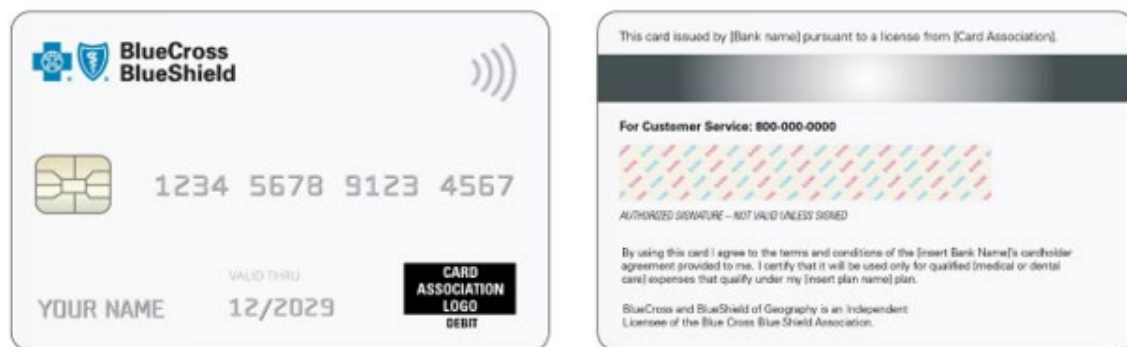 BlueCross
BlueShield
1234 5678 9123 4567
VALID THRU
YOUR NAME
12/2029
CARD
ASSOCIATION
LOGO
DEBIT
This card issued by [Bank name] pursuant to a license from [Card Association].
For Customer Service: 800-000-0000
AUTHORIZED SIGNATURE – NOT VALID UNLESS SIGNED
By using this card I agree to the terms and conditions of the [insert Bank Name]'s cardholder
agreement provided to me. I certify that it will be used only for qualified [medical or dental
care] expenses that qualify under my [insert plan name] plan.
BlueCross and BlueShield of Geography is an Independent
Licensee of the Blue Cross Blue Shield Association.